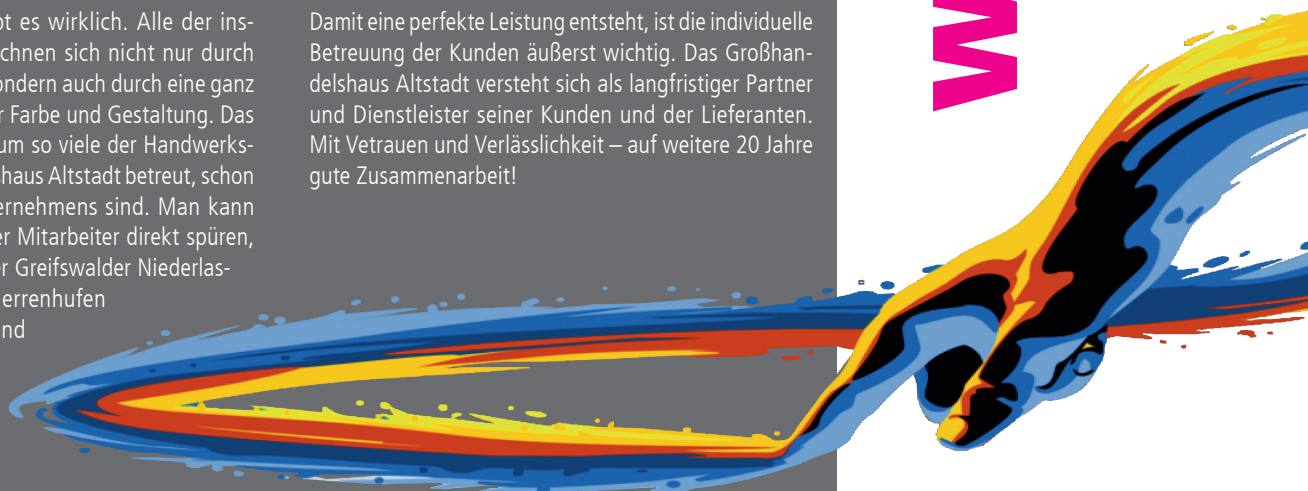 bt es wirklich. Alle der ins-
chnen sich nicht nur durch
ondern auch durch eine ganz
r Farbe und Gestaltung. Das
um so viele der Handwerks-
shaus Altstadt betreut, schon
ernehmens sind. Man kann
er Mitarbeiter direkt spüren,
er Greifswalder Niederlas-
errenhufen
nd
Damit eine perfekte Leistung entsteht, ist die individuelle
Betreuung der Kunden äußerst wichtig. Das Großhan-
delshaus Altstadt versteht sich als langfristiger Partner
und Dienstleister seiner Kunden und der Lieferanten.
Mit Vetrauen und Verlässlichkeit – auf weitere 20 Jahre
gute Zusammenarbeit!
W